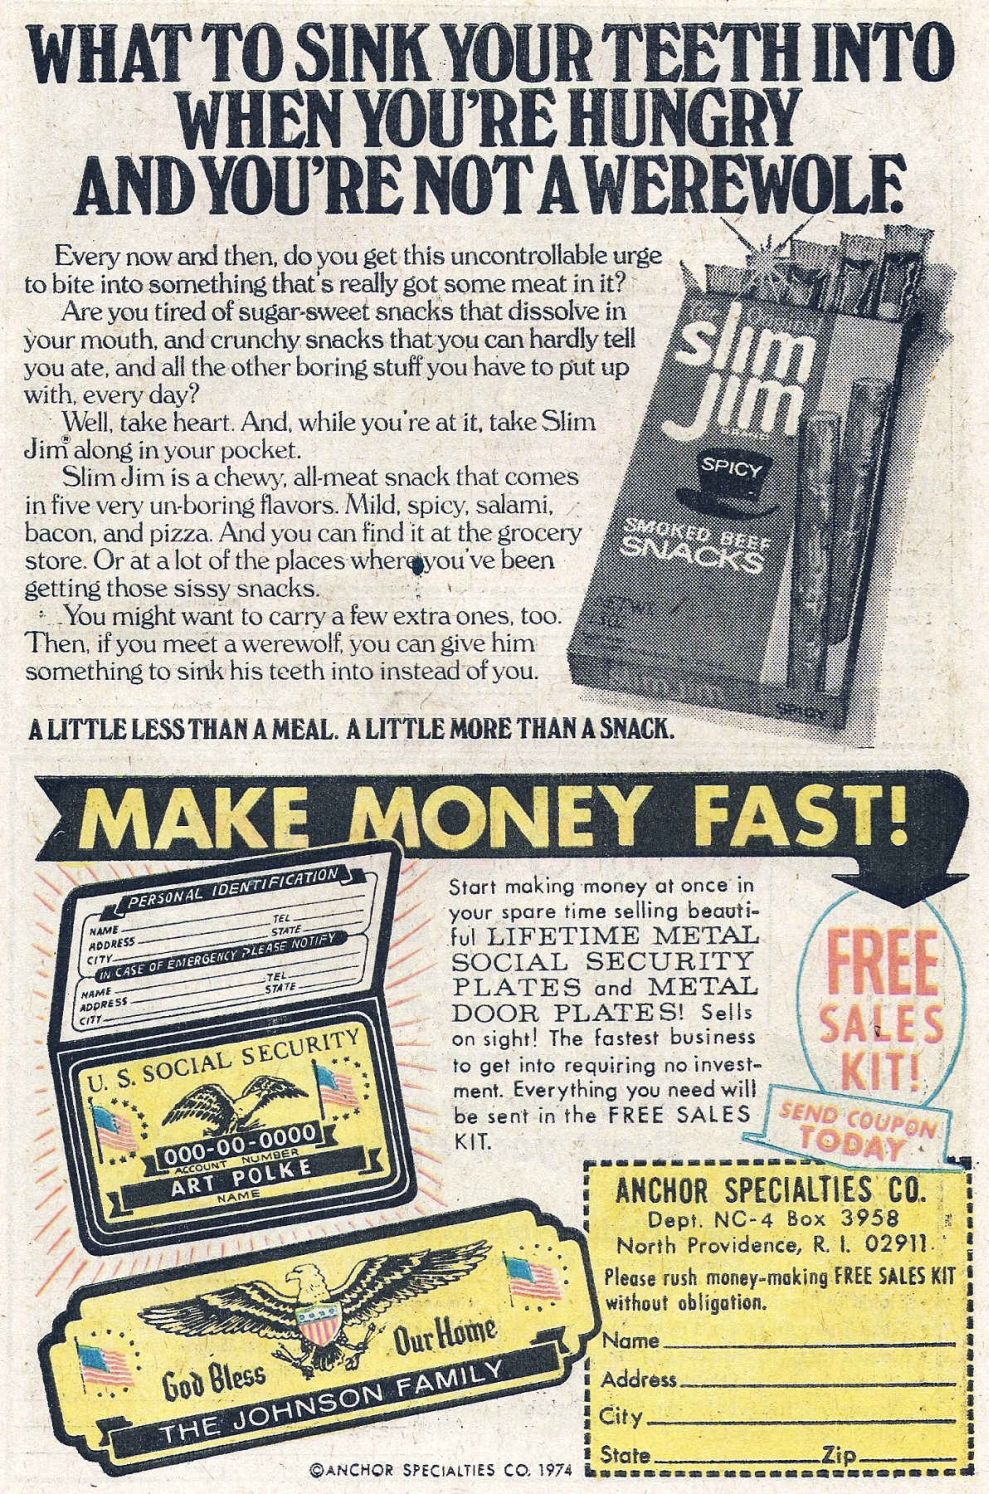 WHAT TO SINK YOUR TEETH INTO
WHEN YOU'RE HUNGRY
AND YOU'RE NOT A WEREWOLF.
Every now and then, do you get this uncontrollable urge
to bite into something that's really got some meat in it?
Are you tired of sugar-sweet snacks that dissolve in
your mouth, and crunchy snacks that you can hardly tell
you ate, and all the other boring stuff you have to put up
with, every day?
Well, take heart. And, while you're at it, take Slim
Jim® along in your pocket.
Slim Jim is a chewy, all-meat snack that comes
in five very un-boring flavors. Mild, spicy, salami,
bacon, and pizza. And you can find it at the grocery
store. Or at a lot of the places where you've been
getting those sissy snacks.
You might want to carry a few extra ones, too.
Then, if you meet a werewolf, you can give him
something to sink his teeth into instead of you.
A LITTLE LESS THAN A MEAL. A LITTLE MORE THAN A SNACK.
slim
jim
SPICY
SMOKED BEEF
SNACKS
SPICY
MAKE MONEY FAST!
PERSONAL IDENTIFICATION
NAME
TEL
ADDRESS
STATE
CITY
IN CASE OF EMERGENCY PLEASE NOTIFY
NAME
TEL
ADDRESS
STATE
CITY
U. S. SOCIAL SECURITY
000-00-0000
ACCOUNT NUMBER
ART POLKE
NAME
Start making money at once in
your spare time selling beauti-
ful LIFETIME METAL
SOCIAL SECURITY
PLATES and METAL
DOOR PLATES! Sells
on sight! The fastest business
to get into requiring no invest-
ment. Everything you need will
be sent in the FREE SALES
KIT.
FREE
SALES
KIT!
SEND COUPON
TODAY
God Bless Our Home
THE JOHNSON FAMILY
©ANCHOR SPECIALTIES CO. 1974
ANCHOR SPECIALTIES CO.
Dept. NC-4 Box 3958
North Providence, R. I. 02911
Please rush money-making FREE SALES KIT
without obligation.
Name
Address
City
State Zip